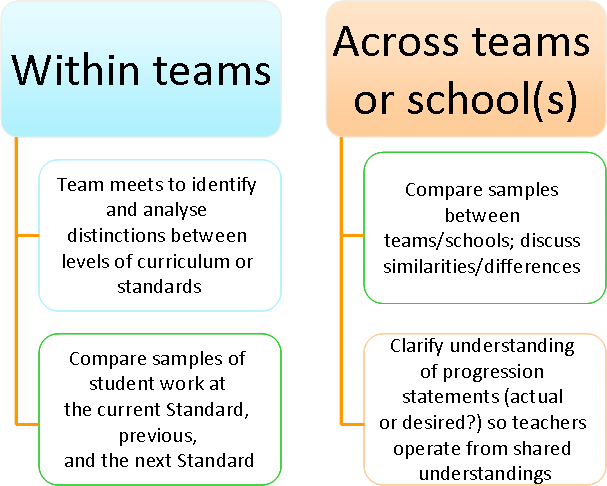 Within teams
Team meets to identify
and analyse
distinctions between
levels of curriculum or
standards
Compare samples of
student work at
the current Standard,
previous,
and the next Standard
Across teams
or school(s)
Compare samples
between
teams/schools; discuss
similarities/differences
Clarify understanding
of progression
statements (actual
or desired?) so teachers
operate from shared
understandings